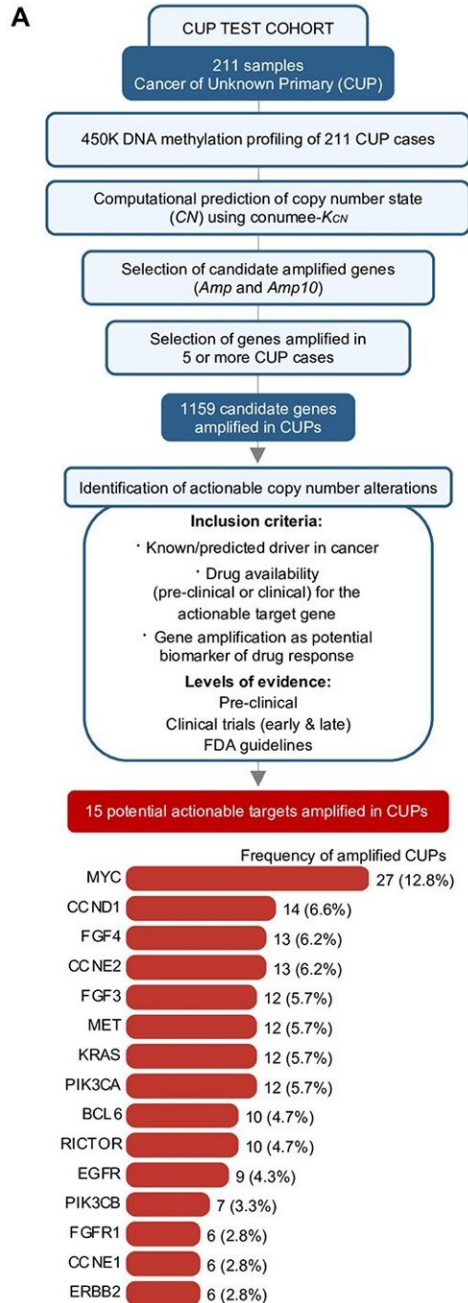 A
CUP TEST COHORT
211 samples
Cancer of Unknown Primary (CUP)
450K DNA methylation profiling of 211 CUP cases
Computational prediction of copy number state
(CN) using conumee-KCN
Selection of candidate amplified genes
(Amp and Amp10)
Selection of genes amplified in
5 or more CUP cases
1159 candidate genes
amplified in CUPs
Identification of actionable copy number alterations
Inclusion criteria:
· Known/predicted driver in cancer
· Drug availability
(pre-clinical or clinical) for the
actionable target gene
· Gene amplification as potential
biomarker of drug response
Levels of evidence:
Pre-clinical
Clinical trials (early & late)
FDA guidelines
15 potential actionable targets amplified in CUPs
Frequency of amplified CUPs
MYC 27 (12.8%)
CCND1 14 (6.6%)
FGF4 13 (6.2%)
CCNE2 13 (6.2%)
FGF3 12 (5.7%)
MET 12 (5.7%)
KRAS 12 (5.7%)
PIK3CA 12 (5.7%)
BCL6 10 (4.7%)
RICTOR 10 (4.7%)
EGFR 9 (4.3%)
PIK3CB 7 (3.3%)
FGFR1 6 (2.8%)
CCNE1 6 (2.8%)
ERBB2 6 (2.8%)